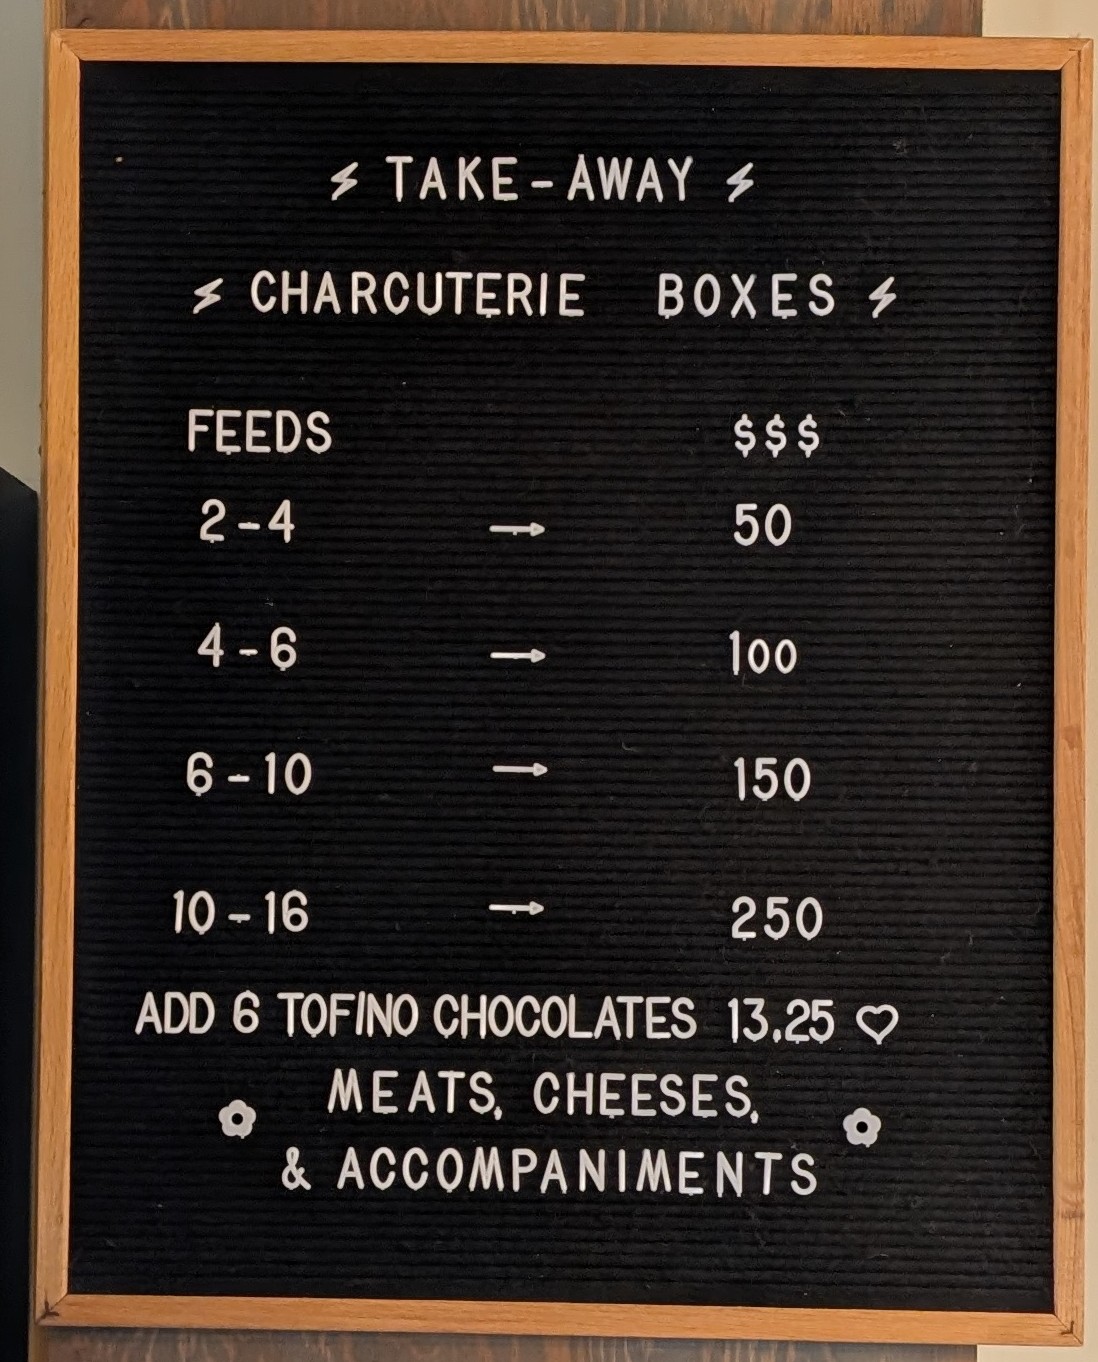 TAKE-AWAY
CHARCUTERIE BOXES
FEEDS $$$
2-4 → 50
4-6 → 100
6-10 → 150
10-16 → 250
ADD 6 TOFINO CHOCOLATES 13.25 ♡
MEATS, CHEESES,
& ACCOMPANIMENTS